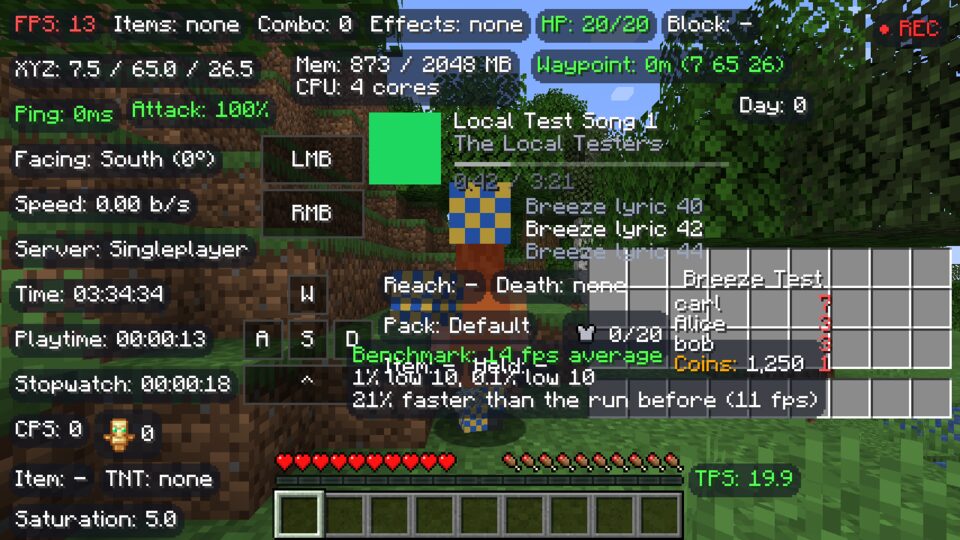 FPS: 13 Items: none Combo: 0 Effects: none HP: 20/20 Block: -
REC
XYZ: 7.5 / 65.0 / 26.5
Mem: 873 / 2048 MB
CPU: 4 cores
Waypoint: 0m (7 65 26)
Day: 0
Ping: 0ms
Attack: 100%
Local Test Song 1
The Local Testers
0:42 / 3:21
Facing: South (0°)
LMB
RMB
Breeze lyric 40
Breeze lyric 42
Breeze lyric 44
Speed: 0.00 b/s
Server: Singleplayer
Time: 03:34:34
W
A
S
D
^
Reach: -
Death: none
Breeze Test
carl 7
Alice 3
bob 3
Coins: 1,250 1
Pack: Default
0/20
Playtime: 00:00:13
Benchmark: 14 fps average
Item: -
Held: -
1% low 10, 0.1% low 10
21% faster than the run before (11 fps)
Stopwatch: 00:00:18
CPS: 0
0
Item: -
TNT: none
TPS: 19.9
Saturation: 5.0